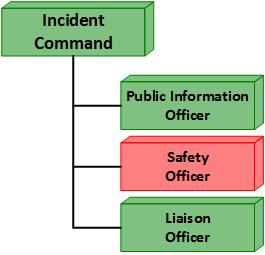 Incident
Command
Public Information
Officer
Safety
Officer
Liaison
Officer